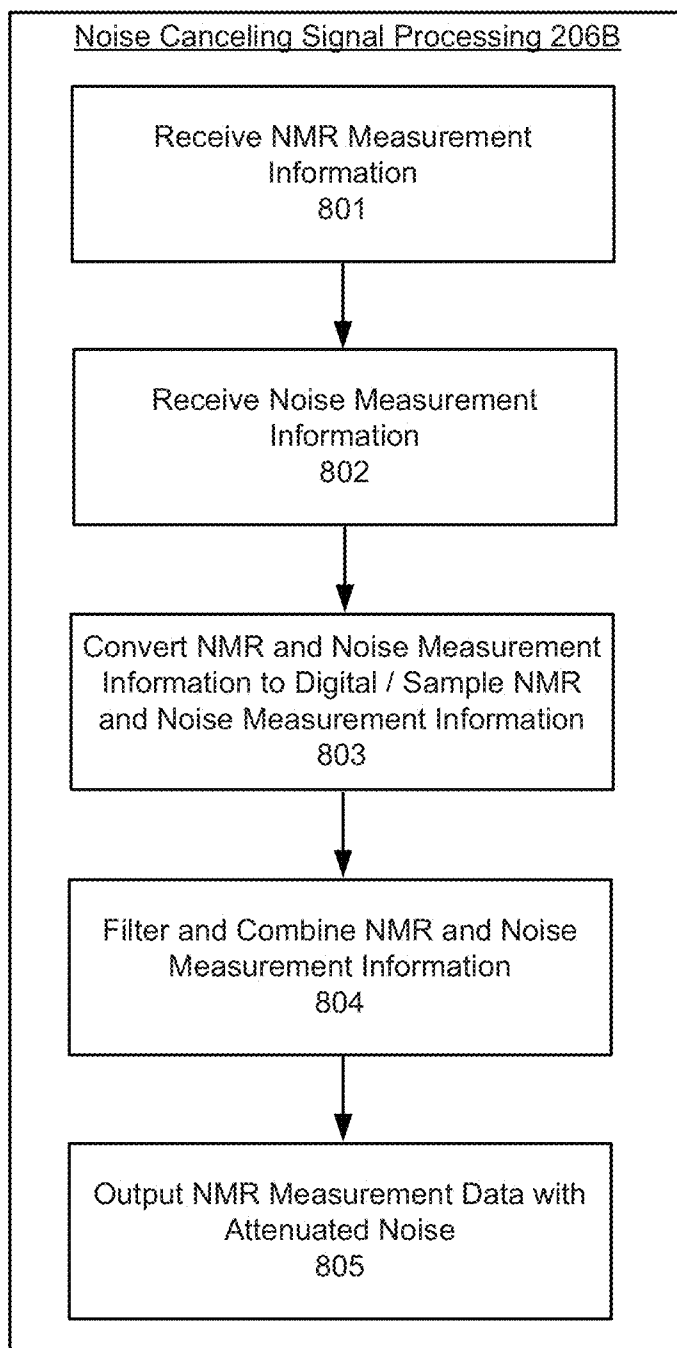 Noise Canceling Signal Processing 206B
Receive NMR Measurement
Information
801
Receive Noise Measurement
Information
802
Convert NMR and Noise Measurement
Information to Digital / Sample NMR
and Noise Measurement Information
803
Filter and Combine NMR and Noise
Measurement Information
804
Output NMR Measurement Data with
Attenuated Noise
805